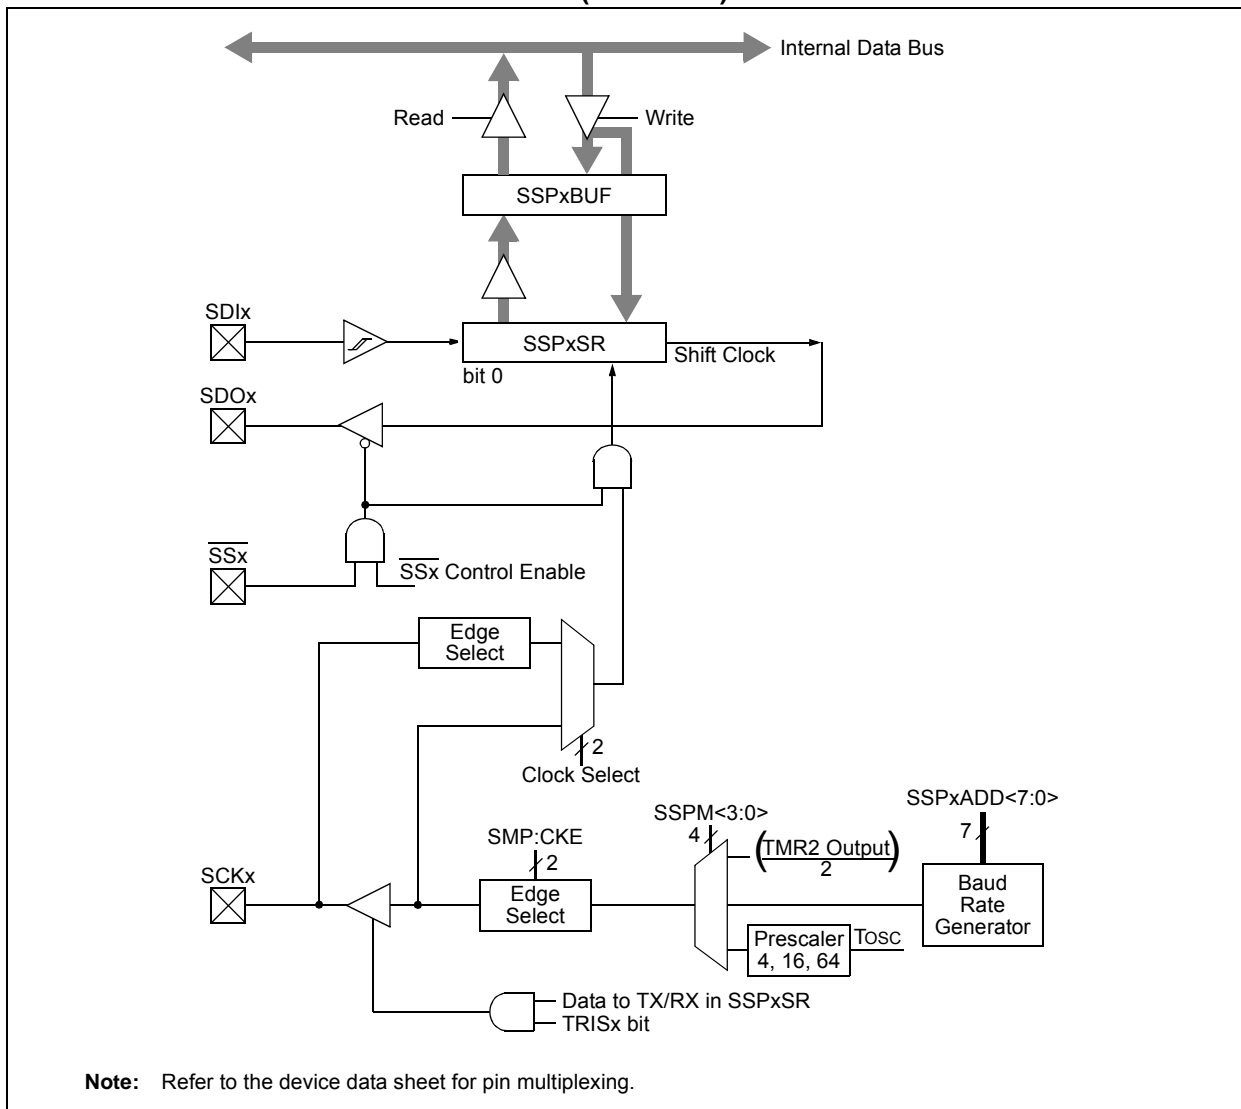 Internal Data Bus
Read
Write
SSPxBUF
SDIx
SSPxSR
Shift Clock
bit 0
SDOx
SSx
SSx Control Enable
Edge
Select
2
Clock Select
SSPxADD<7:0>
SSPM<3:0>
7
4
SMP:CKE
(TMR2 Output)
2
2
SCKx
Edge
Select
Baud
Rate
Generator
Prescaler
4, 16, 64
TOSC
Data to TX/RX in SSPxSR
TRISx bit
Note: Refer to the device data sheet for pin multiplexing.